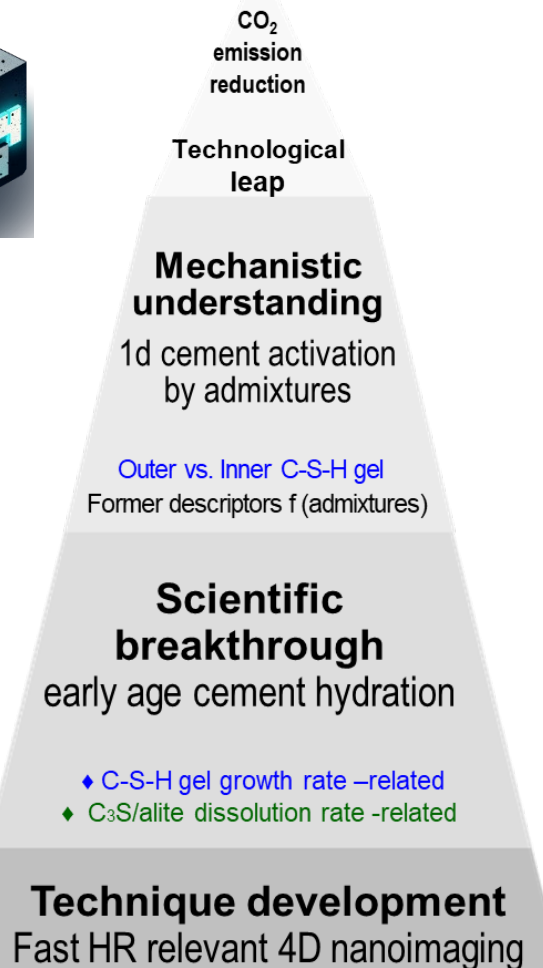 CO₂
emission
reduction
Technological
leap
Mechanistic
understanding
1d cement activation
by admixtures
Outer vs. Inner C-S-H gel
Former descriptors f (admixtures)
Scientific
breakthrough
early age cement hydration
♦ C-S-H gel growth rate –related
♦ C₃S/alite dissolution rate -related
Technique development
Fast HR relevant 4D nanoimaging